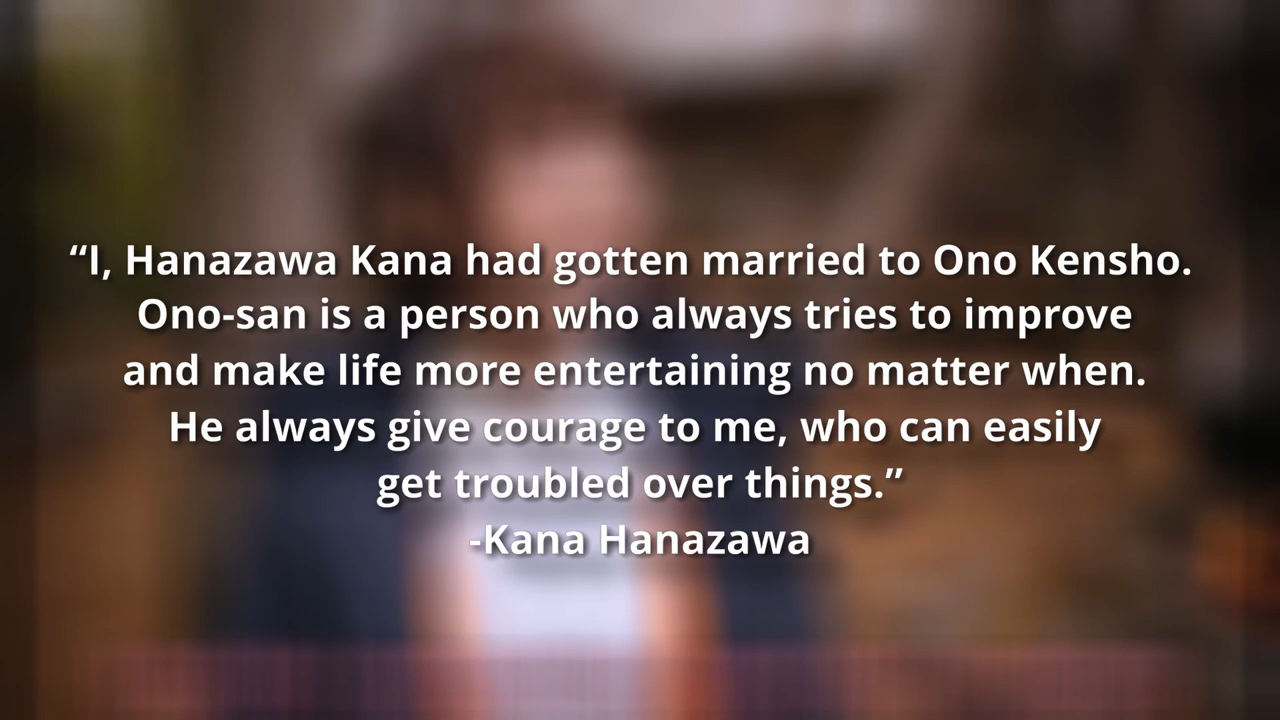 “I, Hanazawa Kana had gotten married to Ono Kensho.
Ono-san is a person who always tries to improve
and make life more entertaining no matter when.
He always give courage to me, who can easily
get troubled over things.”
-Kana Hanazawa